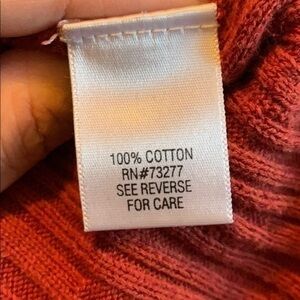 100% COTTON
RN#73277
SEE REVERSE
FOR CARE